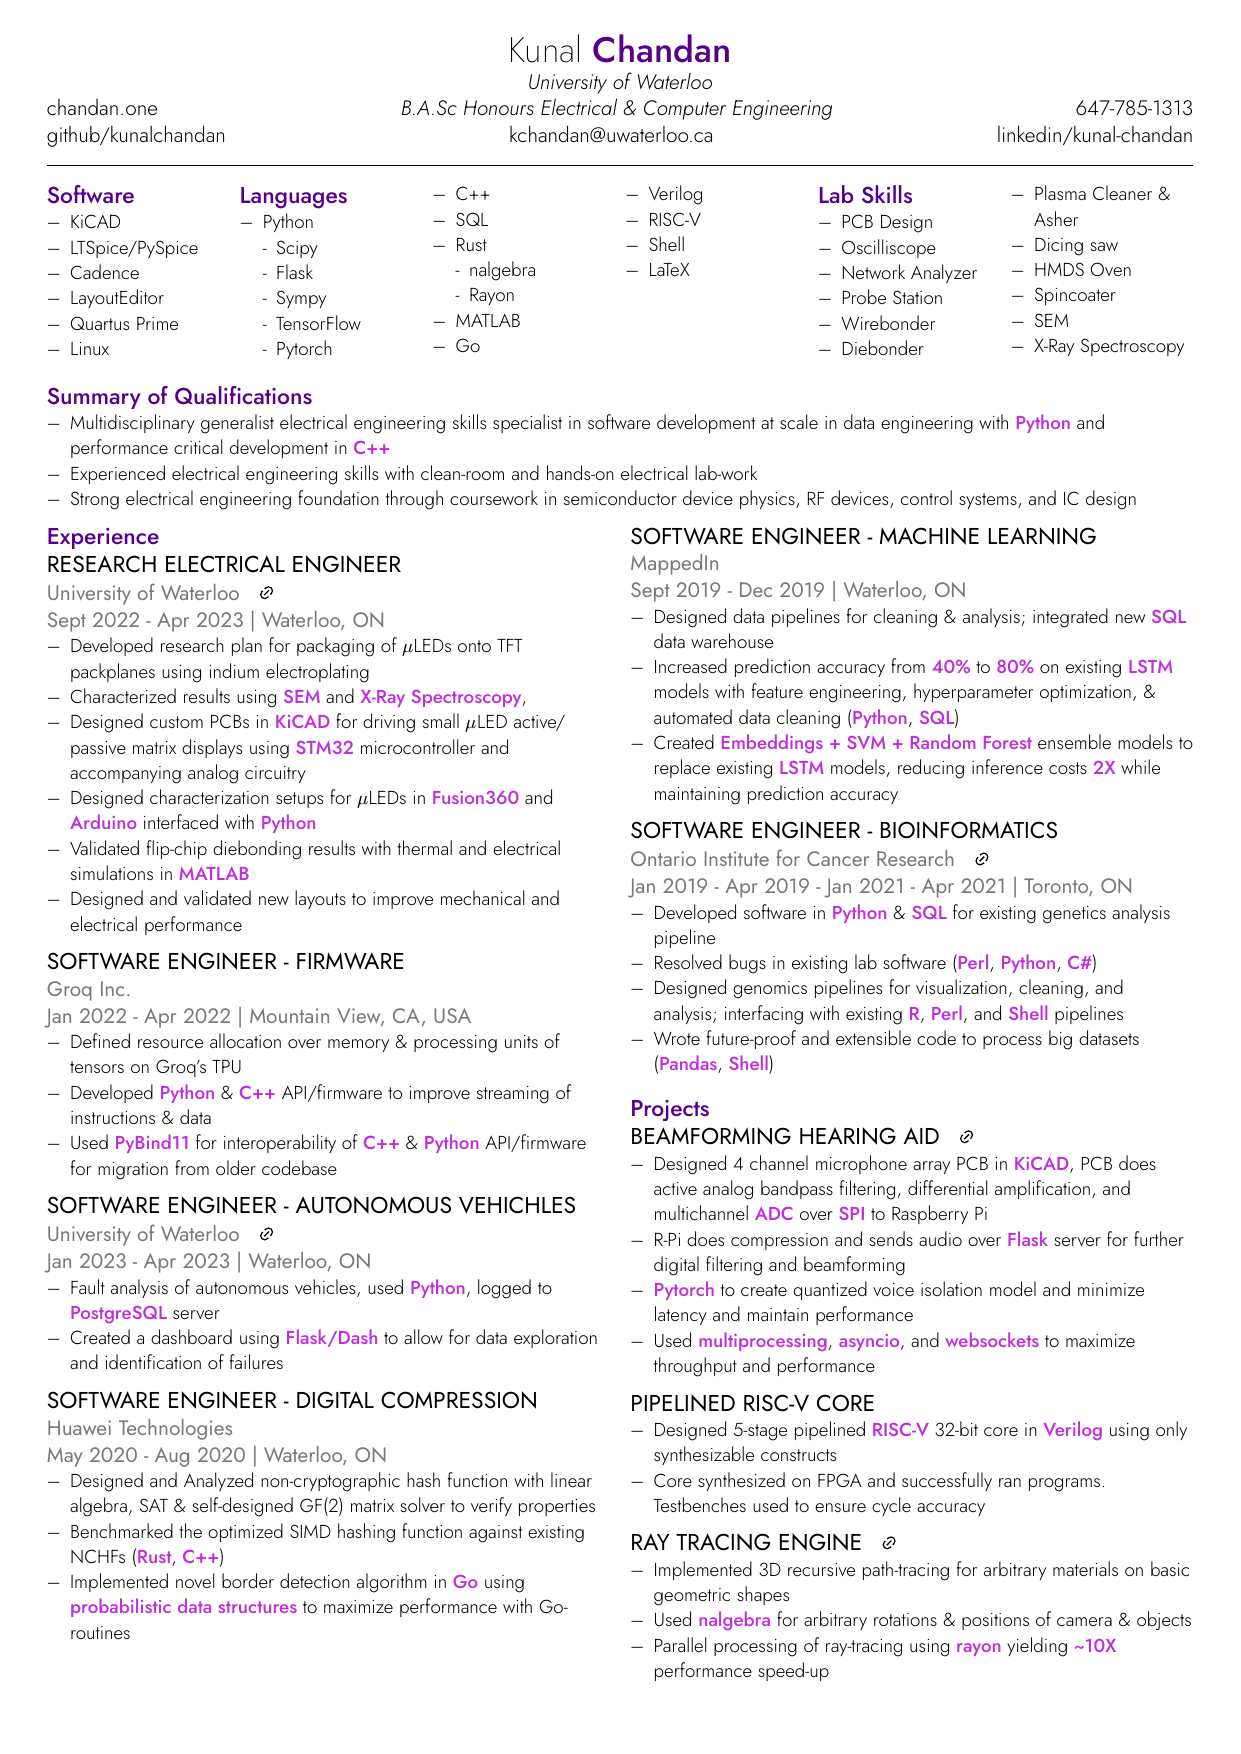 Kunal Chandan
University of Waterloo
chandan.one
B.A.Sc Honours Electrical & Computer Engineering
647-785-1313
github/kunalchandan
kchandan@uwaterloo.ca
linkedin/kunal-chandan
Software
– KiCAD
– LTSpice/PySpice
– Cadence
– LayoutEditor
– Quartus Prime
– Linux
Languages
– Python
- Scipy
- Flask
- Sympy
- TensorFlow
- Pytorch
– C++
– SQL
– Rust
- nalgebra
- Rayon
– MATLAB
– Go
– Verilog
– RISC-V
– Shell
– LaTeX
Lab Skills
– PCB Design
– Oscilliscope
– Network Analyzer
– Probe Station
– Wirebonder
– Diebonder
– Plasma Cleaner &
Asher
– Dicing saw
– HMDS Oven
– Spincoater
– SEM
– X-Ray Spectroscopy
Summary of Qualifications
– Multidisciplinary generalist electrical engineering skills specialist in software development at scale in data engineering with Python and
performance critical development in C++
– Experienced electrical engineering skills with clean-room and hands-on electrical lab-work
– Strong electrical engineering foundation through coursework in semiconductor device physics, RF devices, control systems, and IC design
Experience
RESEARCH ELECTRICAL ENGINEER
University of Waterloo
Sept 2022 - Apr 2023 | Waterloo, ON
– Developed research plan for packaging of μLEDs onto TFT
packplanes using indium electroplating
– Characterized results using SEM and X-Ray Spectroscopy,
– Designed custom PCBs in KiCAD for driving small μLED active/
passive matrix displays using STM32 microcontroller and
accompanying analog circuitry
– Designed characterization setups for μLEDs in Fusion360 and
Arduino interfaced with Python
– Validated flip-chip diebonding results with thermal and electrical
simulations in MATLAB
– Designed and validated new layouts to improve mechanical and
electrical performance
SOFTWARE ENGINEER - FIRMWARE
Groq Inc.
Jan 2022 - Apr 2022 | Mountain View, CA, USA
– Defined resource allocation over memory & processing units of
tensors on Groq's TPU
– Developed Python & C++ API/firmware to improve streaming of
instructions & data
– Used PyBind11 for interoperability of C++ & Python API/firmware
for migration from older codebase
SOFTWARE ENGINEER - AUTONOMOUS VEHICHLES
University of Waterloo
Jan 2023 - Apr 2023 | Waterloo, ON
– Fault analysis of autonomous vehicles, used Python, logged to
PostgreSQL server
– Created a dashboard using Flask/Dash to allow for data exploration
and identification of failures
SOFTWARE ENGINEER - DIGITAL COMPRESSION
Huawei Technologies
May 2020 - Aug 2020 | Waterloo, ON
– Designed and Analyzed non-cryptographic hash function with linear
algebra, SAT & self-designed GF(2) matrix solver to verify properties
– Benchmarked the optimized SIMD hashing function against existing
NCHFs (Rust, C++)
– Implemented novel border detection algorithm in Go using
probabilistic data structures to maximize performance with Go-
routines
SOFTWARE ENGINEER - MACHINE LEARNING
MappedIn
Sept 2019 - Dec 2019 | Waterloo, ON
– Designed data pipelines for cleaning & analysis; integrated new SQL
data warehouse
– Increased prediction accuracy from 40% to 80% on existing LSTM
models with feature engineering, hyperparameter optimization, &
automated data cleaning (Python, SQL)
– Created Embeddings + SVM + Random Forest ensemble models to
replace existing LSTM models, reducing inference costs 2X while
maintaining prediction accuracy
SOFTWARE ENGINEER - BIOINFORMATICS
Ontario Institute for Cancer Research
Jan 2019 - Apr 2019 - Jan 2021 - Apr 2021 | Toronto, ON
– Developed software in Python & SQL for existing genetics analysis
pipeline
– Resolved bugs in existing lab software (Perl, Python, C#)
– Designed genomics pipelines for visualization, cleaning, and
analysis; interfacing with existing R, Perl, and Shell pipelines
– Wrote future-proof and extensible code to process big datasets
(Pandas, Shell)
Projects
BEAMFORMING HEARING AID
– Designed 4 channel microphone array PCB in KiCAD, PCB does
active analog bandpass filtering, differential amplification, and
multichannel ADC over SPI to Raspberry Pi
– R-Pi does compression and sends audio over Flask server for further
digital filtering and beamforming
– Pytorch to create quantized voice isolation model and minimize
latency and maintain performance
– Used multiprocessing, asyncio, and websockets to maximize
throughput and performance
PIPELINED RISC-V CORE
– Designed 5-stage pipelined RISC-V 32-bit core in Verilog using only
synthesizable constructs
– Core synthesized on FPGA and successfully ran programs.
Testbenches used to ensure cycle accuracy
RAY TRACING ENGINE
– Implemented 3D recursive path-tracing for arbitrary materials on basic
geometric shapes
– Used nalgebra for arbitrary rotations & positions of camera & objects
– Parallel processing of ray-tracing using rayon yielding ~10X
performance speed-up